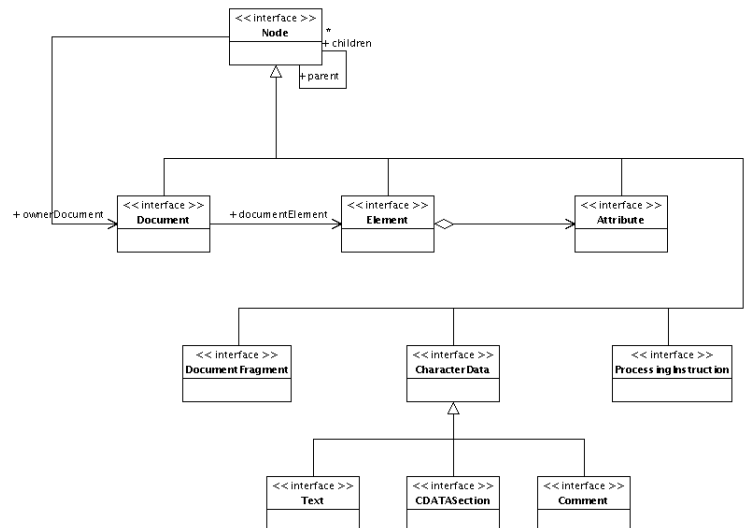 << interface >>
Node
*
+ children
+ parent
<< interface >>
Document
<< interface >>
Element
<< interface >>
Attribute
+ ownerDocument
+ documentElement
<< interface >>
DocumentFragment
<< interface >>
CharacterData
<< interface >>
ProcessingInstruction
<< interface >>
Text
<< interface >>
CDATASection
<< interface >>
Comment